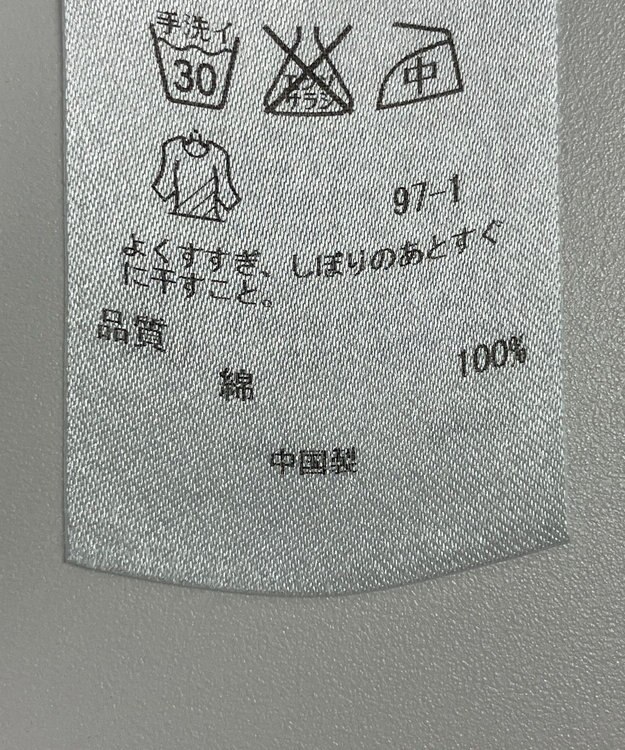 手洗イ
30
エンソ
サラシ
中
97-1
よくすすぎ、しぼりのあとすぐ
に干すこと。
品質
綿 100%
中国製